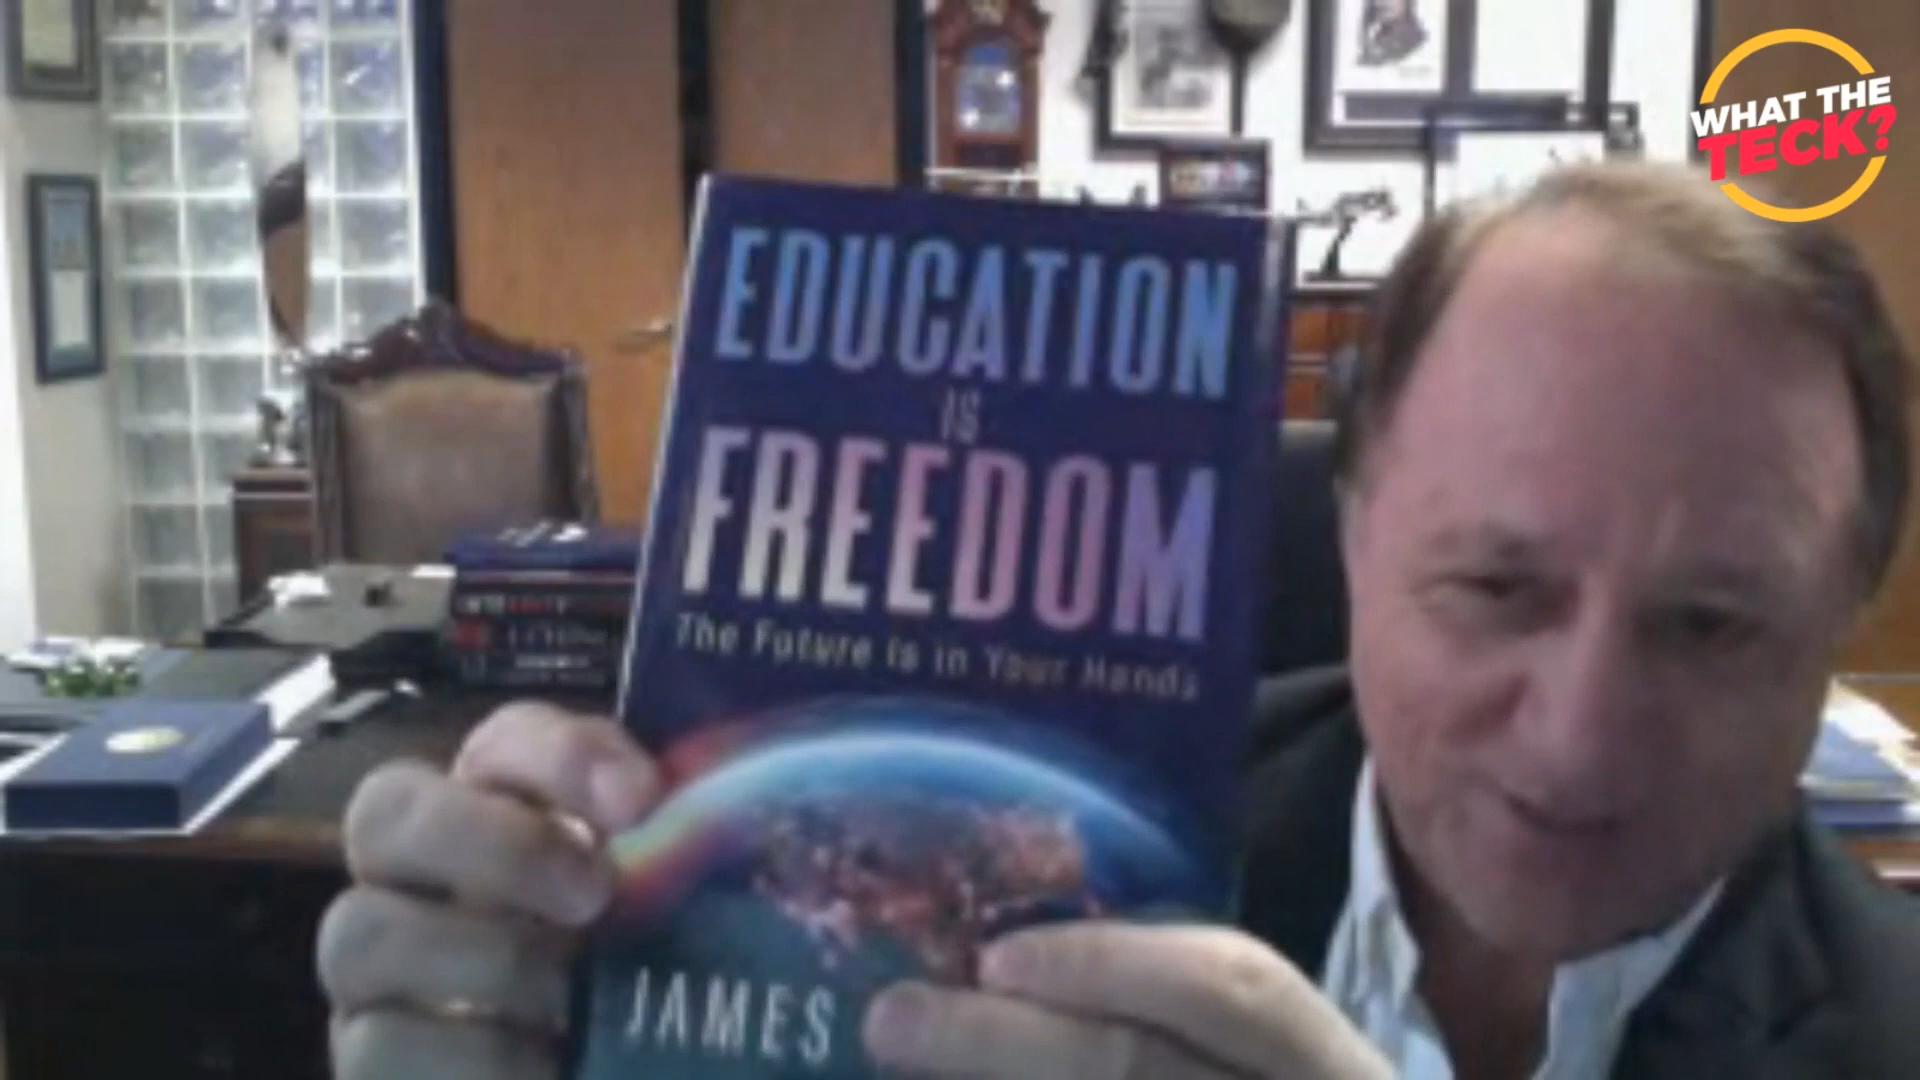 WHAT THE
TECK?
EDUCATION
IS
FREEDOM
The Future is in Your Hands
JAMES